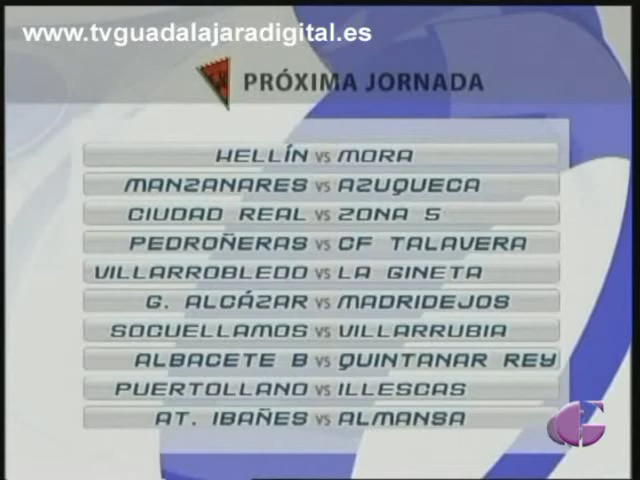 www.tvguadalajaradigital.es
PRÓXIMA JORNADA
HELLÍN VS MORA
MANZANARES VS AZUQUECA
CIUDAD REAL VS ZONA 5
PEDROÑERAS VS CF TALAVERA
VILLARROBLEDO VS LA GINETA
G. ALCÁZAR VS MADRIDEJOS
SOCUELLAMOS VS VILLARRUBIA
ALBACETE B VS QUINTANAR REY
PUERTOLLANO VS ILLESCAS
AT. IBAÑES VS ALMANSA